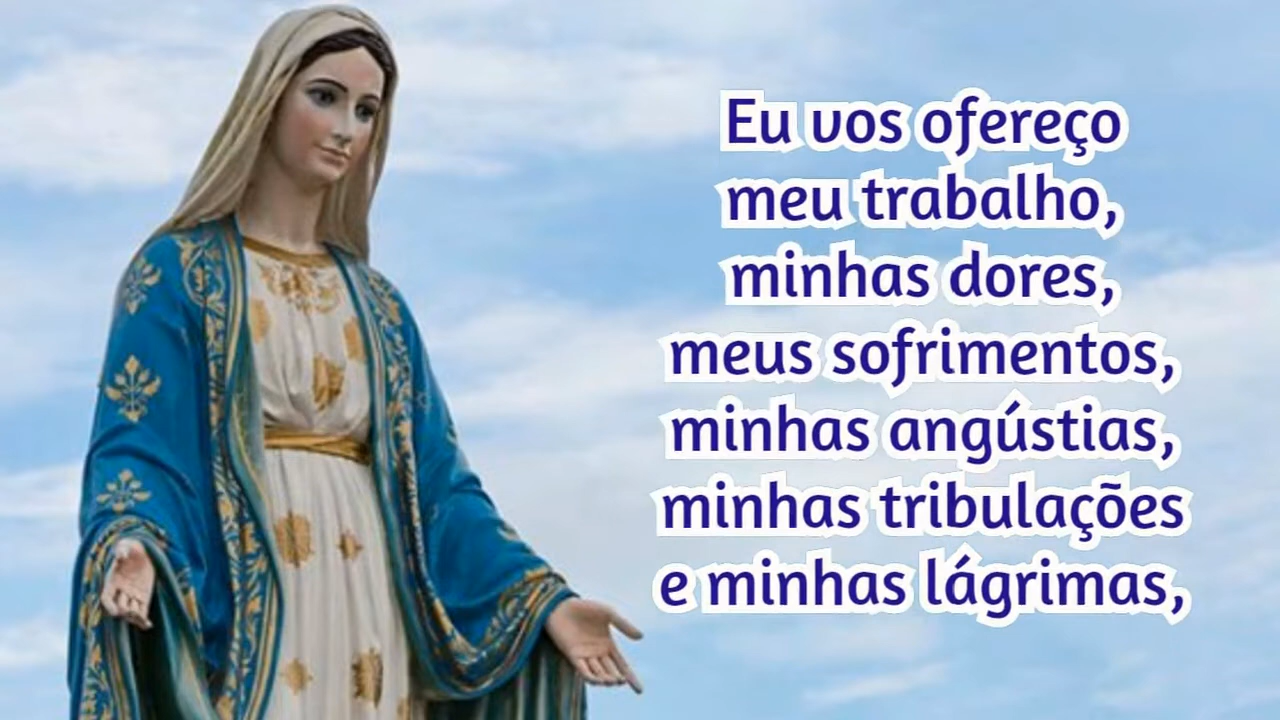 Eu vos ofereço
meu trabalho,
minhas dores,
meus sofrimentos,
minhas angústias,
minhas tribulações
e minhas lágrimas,